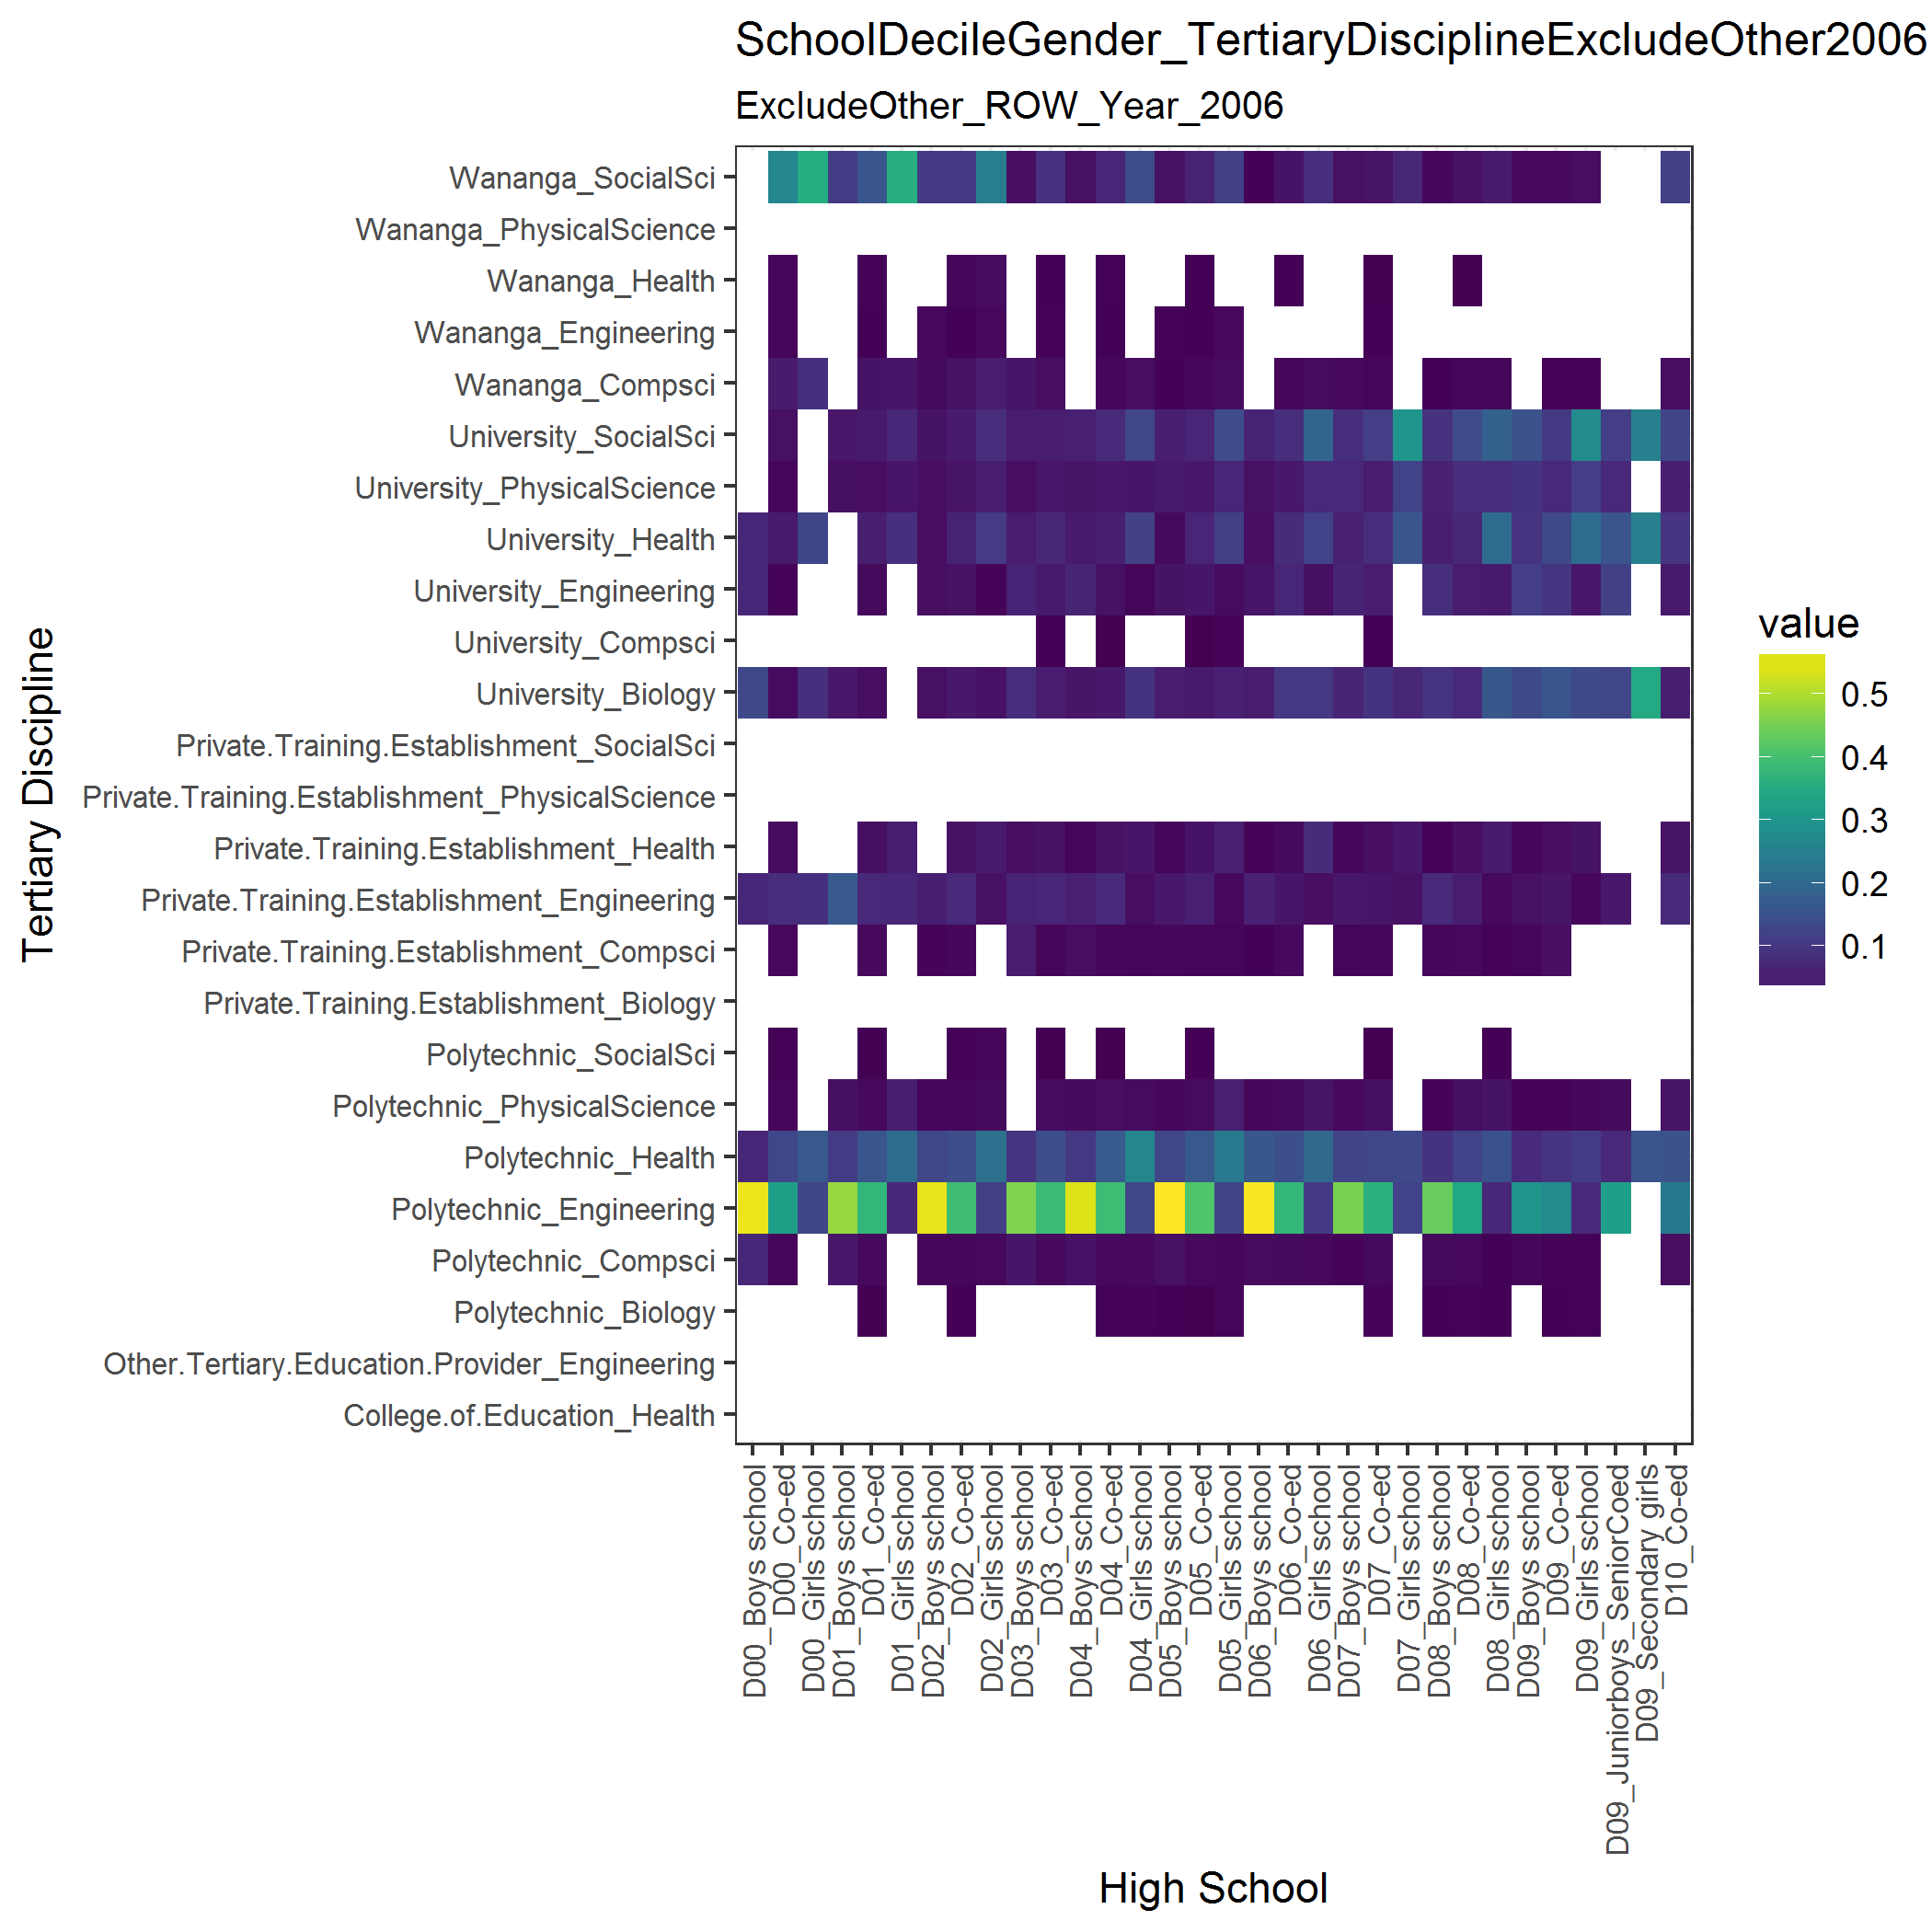 SchoolDecileGender_TertiaryDisciplineExcludeOther2006
ExcludeOther_ROW_Year_2006
Tertiary Discipline
Wananga_SocialSci
Wananga_PhysicalScience
Wananga_Health
Wananga_Engineering
Wananga_Compsci
University_SocialSci
University_PhysicalScience
University_Health
University_Engineering
University_Compsci
University_Biology
Private.Training.Establishment_SocialSci
Private.Training.Establishment_PhysicalScience
Private.Training.Establishment_Health
Private.Training.Establishment_Engineering
Private.Training.Establishment_Compsci
Private.Training.Establishment_Biology
Polytechnic_SocialSci
Polytechnic_PhysicalScience
Polytechnic_Health
Polytechnic_Engineering
Polytechnic_Compsci
Polytechnic_Biology
Other.Tertiary.Education.Provider_Engineering
College.of.Education_Health
D00_Boys school
D00_Co-ed
D00_Girls school
D01_Boys school
D01_Co-ed
D01_Girls school
D02_Boys school
D02_Co-ed
D02_Girls school
D03_Boys school
D03_Co-ed
D04_Boys school
D04_Co-ed
D04_Girls school
D05_Boys school
D05_Co-ed
D05_Girls school
D06_Boys school
D06_Co-ed
D06_Girls school
D07_Boys school
D07_Co-ed
D07_Girls school
D08_Boys school
D08_Co-ed
D08_Girls school
D09_Boys school
D09_Co-ed
D09_Girls school
D09_Juniorboys_SeniorCoed
D09_Secondary girls
D10_Co-ed
High School
value
0.5
0.4
0.3
0.2
0.1